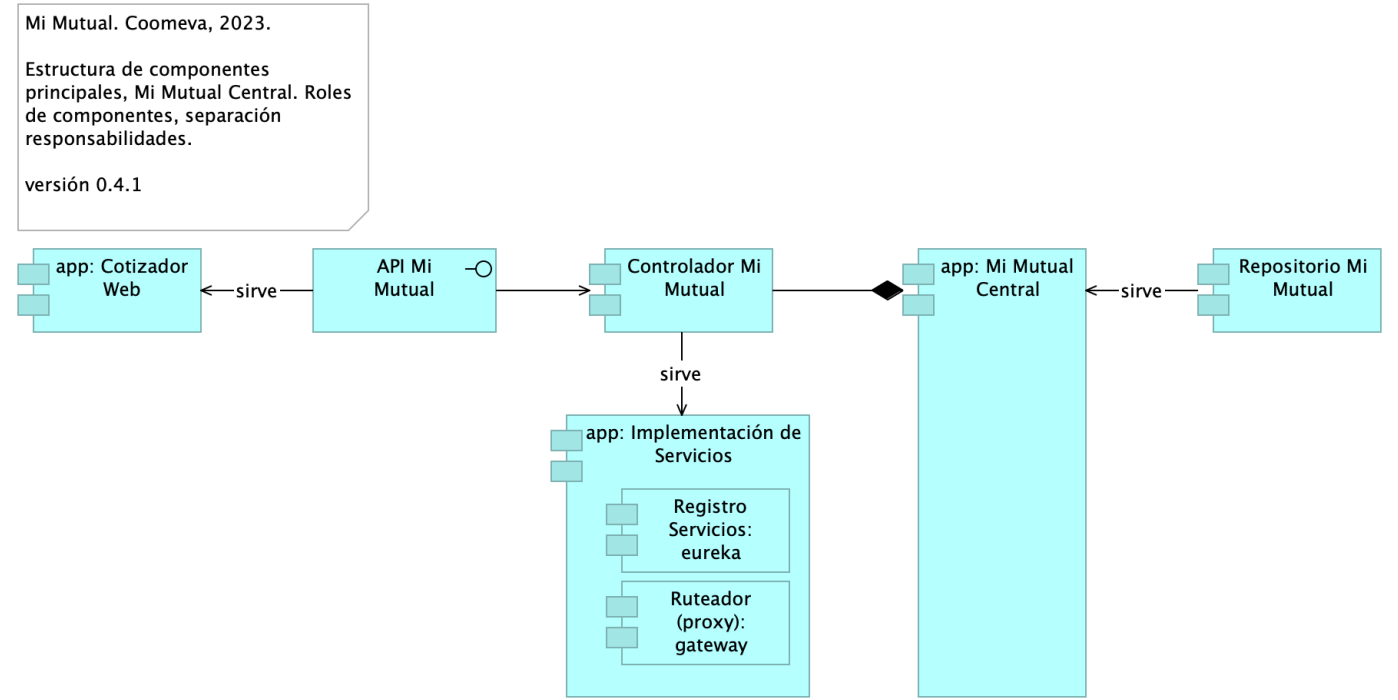 Mi Mutual. Coomeva, 2023.
Estructura de componentes
principales, Mi Mutual Central. Roles
de componentes, separación
responsabilidades.
versión 0.4.1
app: Cotizador
Web
sirve
API Mi
Mutual
Controlador Mi
Mutual
app: Mi Mutual
Central
sirve
Repositorio Mi
Mutual
sirve
app: Implementación de
Servicios
Registro
Servicios:
eureka
Ruteador
(proxy):
gateway